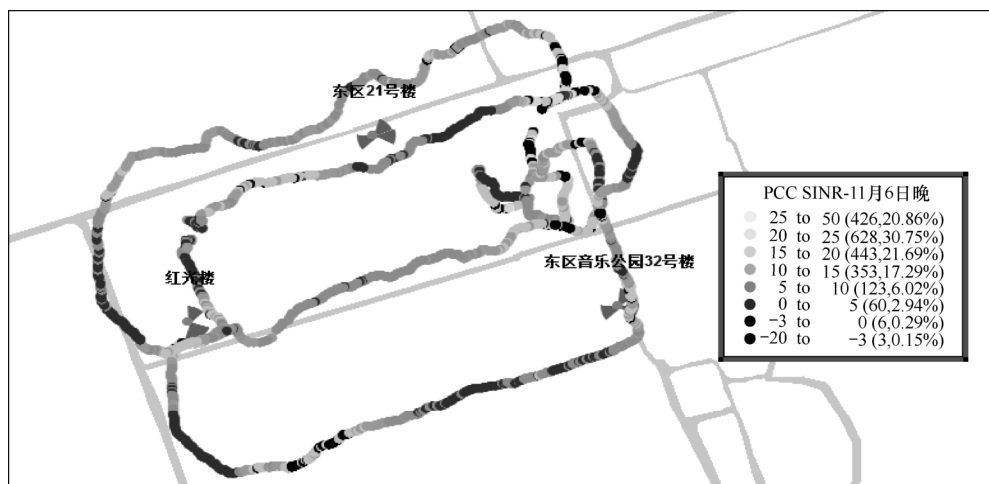 东区21号楼
红光楼
东区音乐公园32号楼
PCC SINR-11月6日晚
25 to 50 (426,20.86%)
20 to 25 (628,30.75%)
15 to 20 (443,21.69%)
10 to 15 (353,17.29%)
5 to 10 (123,6.02%)
0 to 5 (60,2.94%)
−3 to 0 (6,0.29%)
−20 to −3 (3,0.15%)